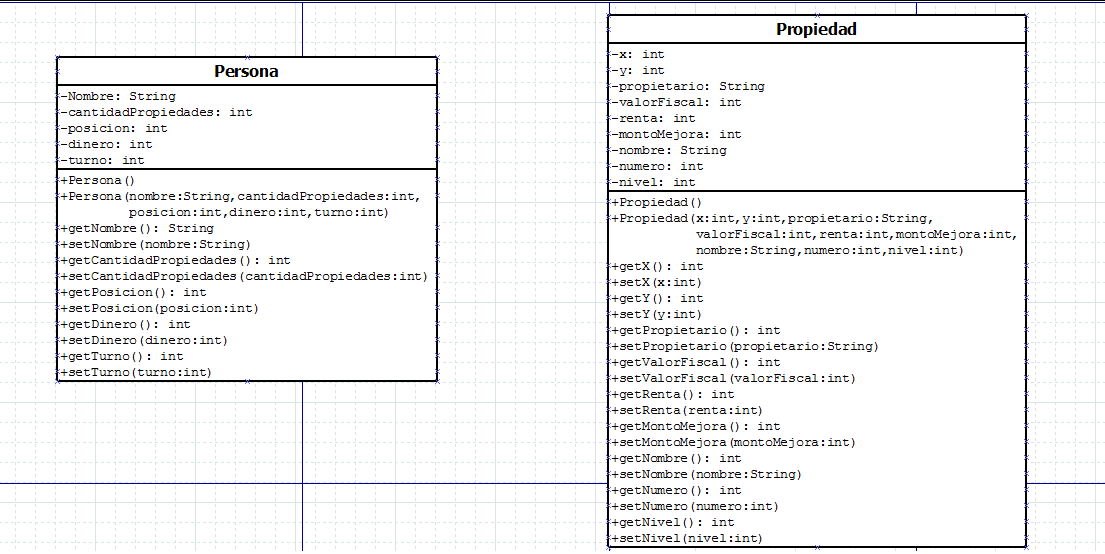 Persona
-Nombre: String
-cantidadPropiedades: int
-posicion: int
-dinero: int
-turno: int
+Persona()
+Persona(nombre:String,cantidadPropiedades:int,
posicion:int,dinero:int,turno:int)
+getNombre(): String
+setNombre(nombre:String)
+getCantidadPropiedades(): int
+setCantidadPropiedades(cantidadPropiedades:int)
+getPosicion(): int
+setPosicion(posicion:int)
+getDinero(): int
+setDinero(dinero:int)
+getTurno(): int
+setTurno(turno:int)
Propiedad
-x: int
-y: int
-propietario: String
-valorFiscal: int
-renta: int
-montoMejora: int
-nombre: String
-numero: int
-nivel: int
+Propiedad()
+Propiedad(x:int,y:int,propietario:String,
valorFiscal:int,renta:int,montoMejora:int,
nombre:String,numero:int,nivel:int)
+getX(): int
+setX(x:int)
+getY(): int
+setY(y:int)
+getPropietario(): int
+setPropietario(propietario:String)
+getValorFiscal(): int
+setValorFiscal(valorFiscal:int)
+getRenta(): int
+setRenta(renta:int)
+getMontoMejora(): int
+setMontoMejora(montoMejora:int)
+getNombre(): int
+setNombre(nombre:String)
+getNumero(): int
+setNumero(numero:int)
+getNivel(): int
+setNivel(nivel:int)